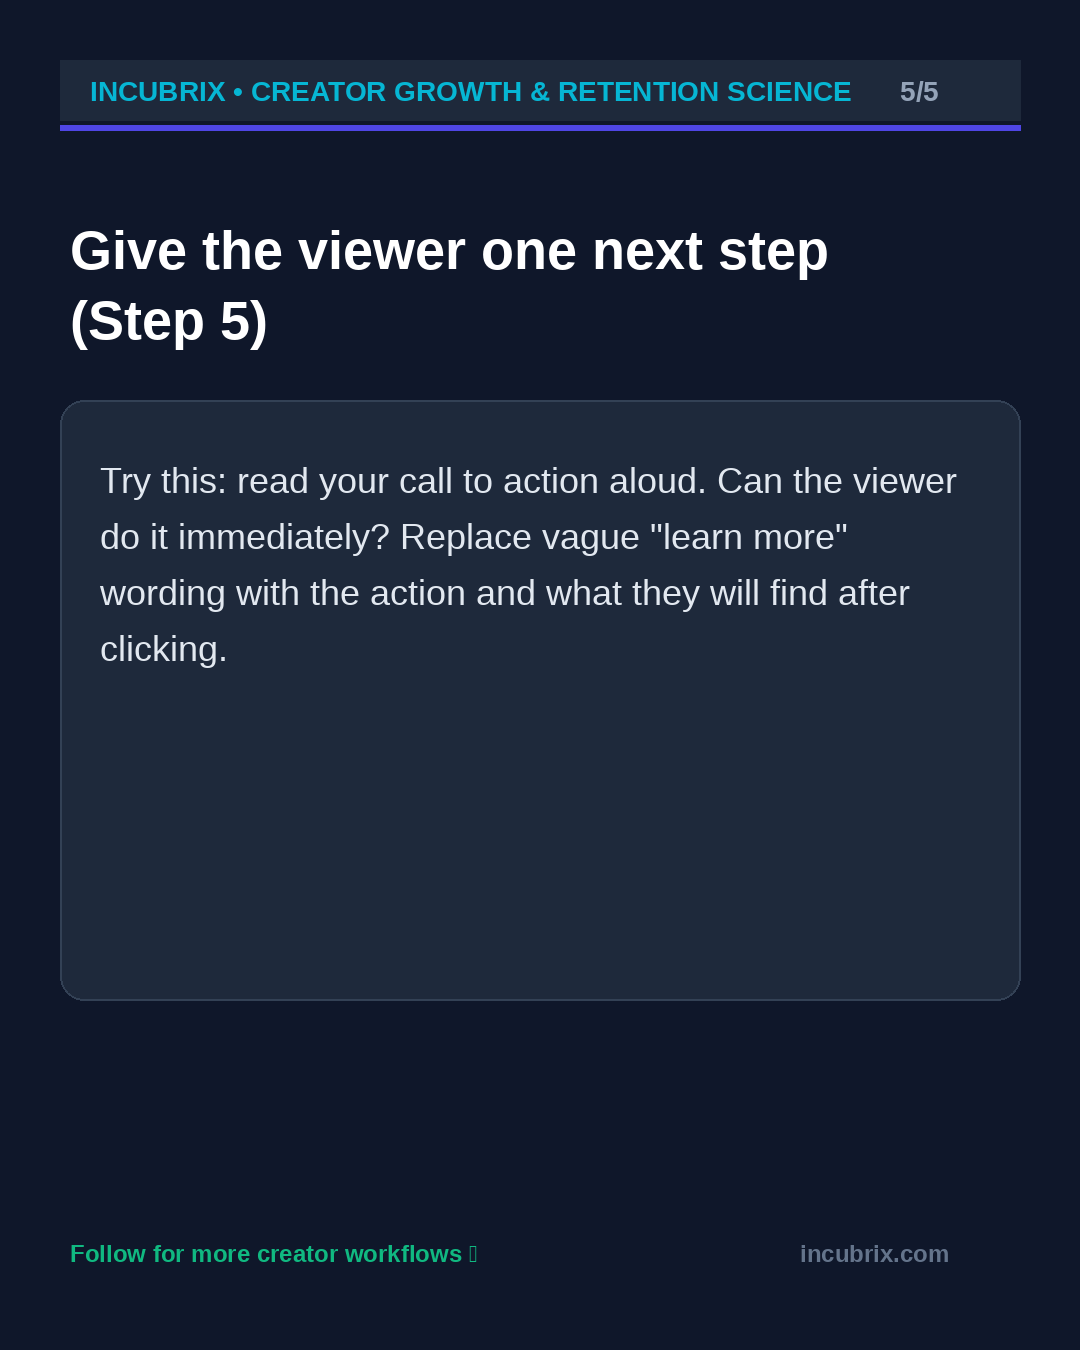 INCUBRIX • CREATOR GROWTH & RETENTION SCIENCE 5/5
Give the viewer one next step
(Step 5)
Try this: read your call to action aloud. Can the viewer
do it immediately? Replace vague "learn more"
wording with the action and what they will find after
clicking.
Follow for more creator workflows
incubrix.com